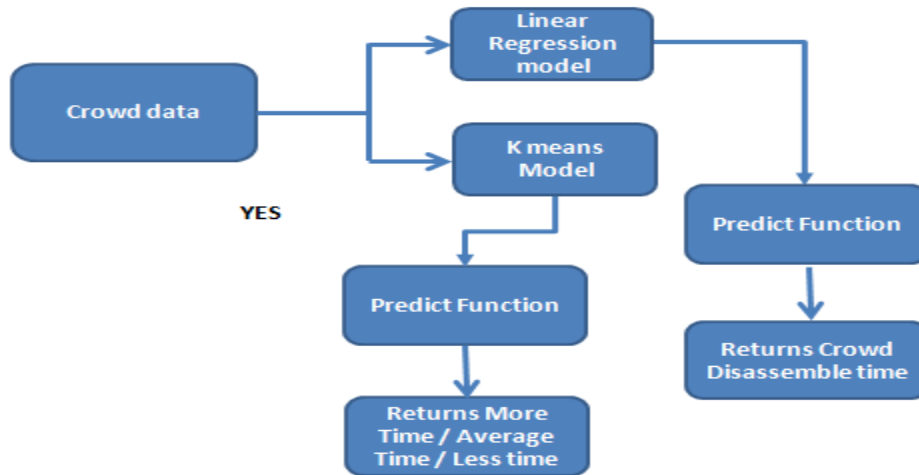 Linear
Regression
model
Crowd data
K means
Model
YES
Predict Function
Predict Function
Returns Crowd
Disassemble time
Returns More
Time / Average
Time / Less time